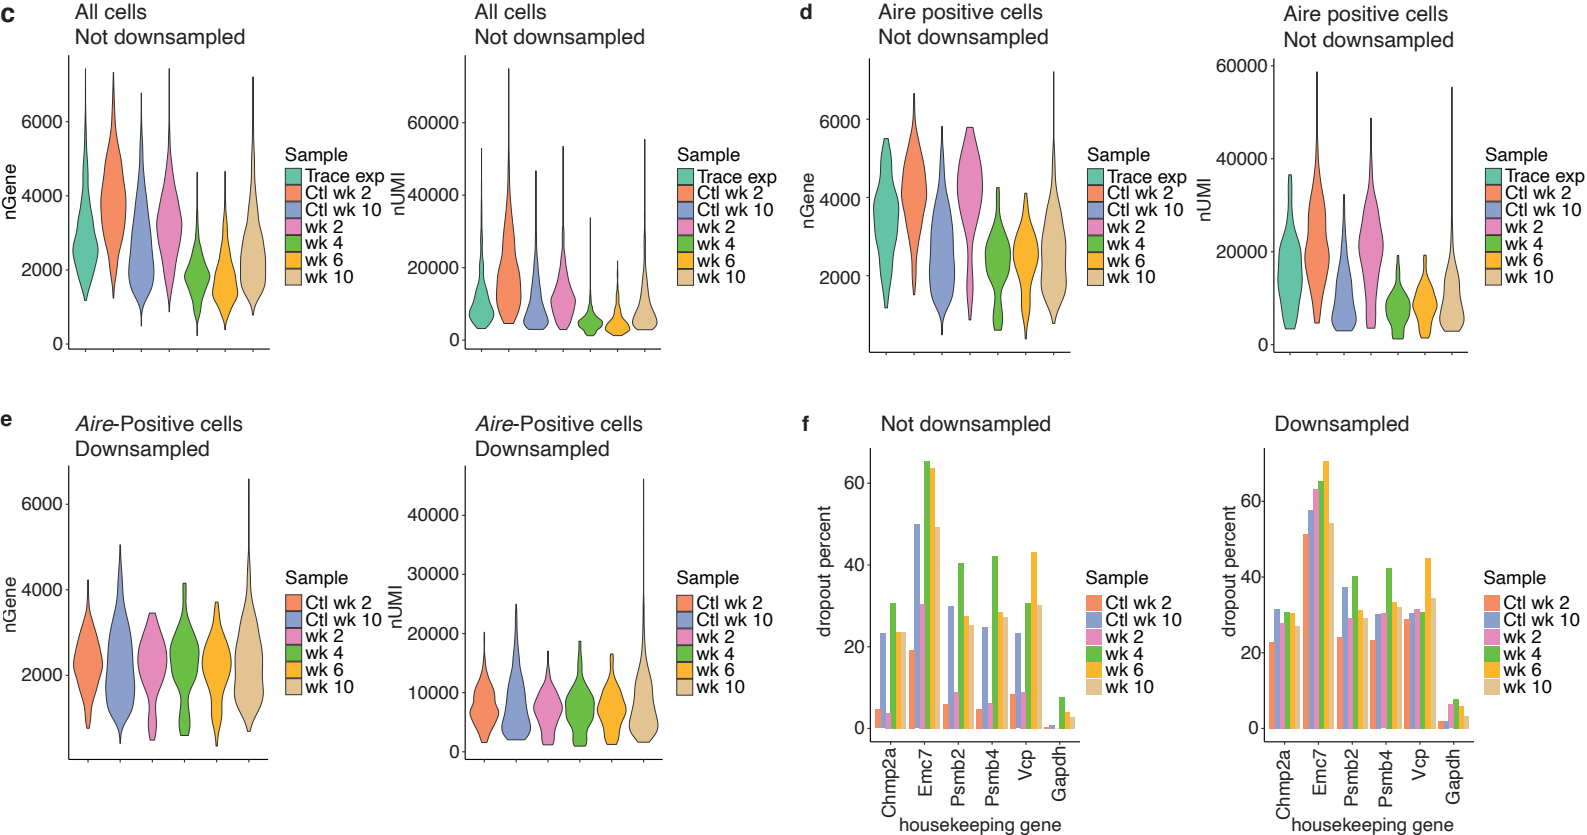 c
All cells
Not downsampled
6000
4000
2000
0
nGene
Sample
Trace exp
Ctl wk 2
Ctl wk 10
wk 2
wk 4
wk 6
wk 10
All cells
Not downsampled
60000
40000
20000
0
nUMI
Sample
Trace exp
Ctl wk 2
Ctl wk 10
wk 2
wk 4
wk 6
wk 10
d
Aire positive cells
Not downsampled
6000
4000
2000
nGene
Sample
Trace exp
Ctl wk 2
Ctl wk 10
wk 2
wk 4
wk 6
wk 10
Aire positive cells
Not downsampled
60000
40000
20000
0
nUMI
Sample
Trace exp
Ctl wk 2
Ctl wk 10
wk 2
wk 4
wk 6
wk 10
e
Aire-Positive cells
Downsampled
6000
4000
2000
nGene
Sample
Ctl wk 2
Ctl wk 10
wk 2
wk 4
wk 6
wk 10
Aire-Positive cells
Downsampled
40000
30000
20000
10000
0
nUMI
Sample
Ctl wk 2
Ctl wk 10
wk 2
wk 4
wk 6
wk 10
f
Not downsampled
60
40
20
0
dropout percent
Chmp2a
Emc7
Psmb2
Psmb4
Vcp
Gapdh
housekeeping gene
Sample
Ctl wk 2
Ctl wk 10
wk 2
wk 4
wk 6
wk 10
Downsampled
60
40
20
0
dropout percent
Chmp2a
Emc7
Psmb2
Psmb4
Vcp
Gapdh
housekeeping gene
Sample
Ctl wk 2
Ctl wk 10
wk 2
wk 4
wk 6
wk 10